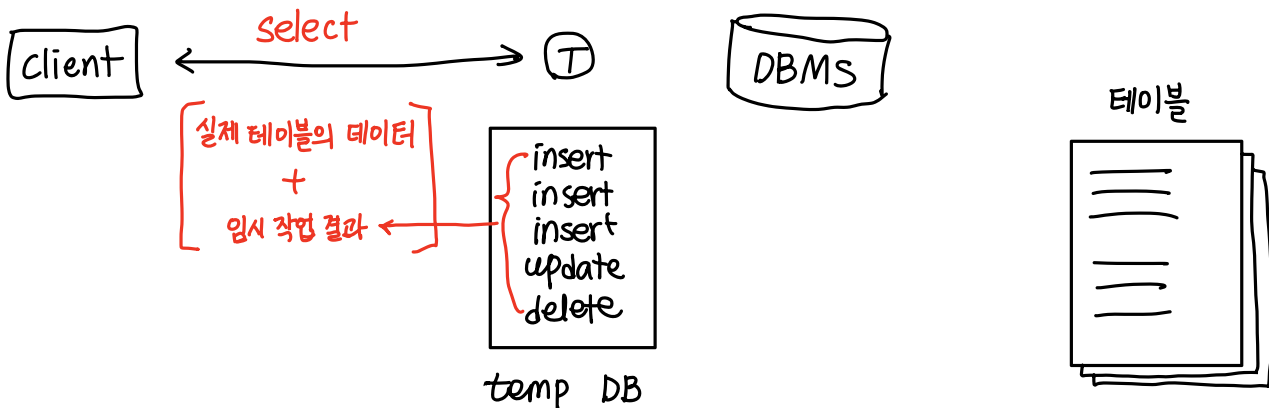 select
client
T
DBMS
테이블
실제 테이블의 데이터
+
임시 작업 결과
insert
insert
insert
update
delete
temp DB